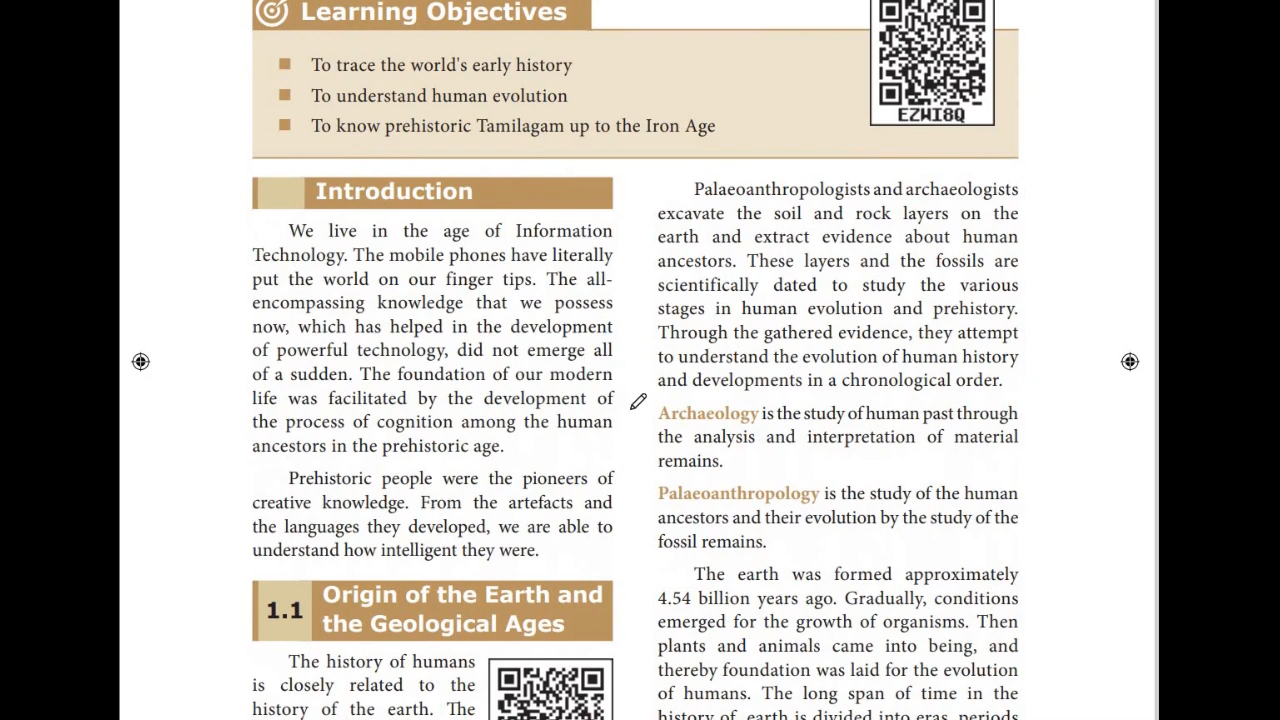 Learning Objectives
To trace the world's early history
To understand human evolution
To know prehistoric Tamilagam up to the Iron Age
EZWI8Q
Introduction
We live in the age of Information
Technology. The mobile phones have literally
put the world on our finger tips. The all-
encompassing knowledge that we possess
now, which has helped in the development
of powerful technology, did not emerge all
of a sudden. The foundation of our modern
life was facilitated by the development of
the process of cognition among the human
ancestors in the prehistoric age.
Prehistoric people were the pioneers of
creative knowledge. From the artefacts and
the languages they developed, we are able to
understand how intelligent they were.
1.1
Origin of the Earth and
the Geological Ages
The history of humans
is closely related to the
history of the earth. The
Palaeoanthropologists and archaeologists
excavate the soil and rock layers on the
earth and extract evidence about human
ancestors. These layers and the fossils are
scientifically dated to study the various
stages in human evolution and prehistory.
Through the gathered evidence, they attempt
to understand the evolution of human history
and developments in a chronological order.
Archaeology is the study of human past through
the analysis and interpretation of material
remains.
Palaeoanthropology is the study of the human
ancestors and their evolution by the study of the
fossil remains.
The earth was formed approximately
4.54 billion years ago. Gradually, conditions
emerged for the growth of organisms. Then
plants and animals came into being, and
thereby foundation was laid for the evolution
of humans. The long span of time in the
history of earth is divided into eras, periods